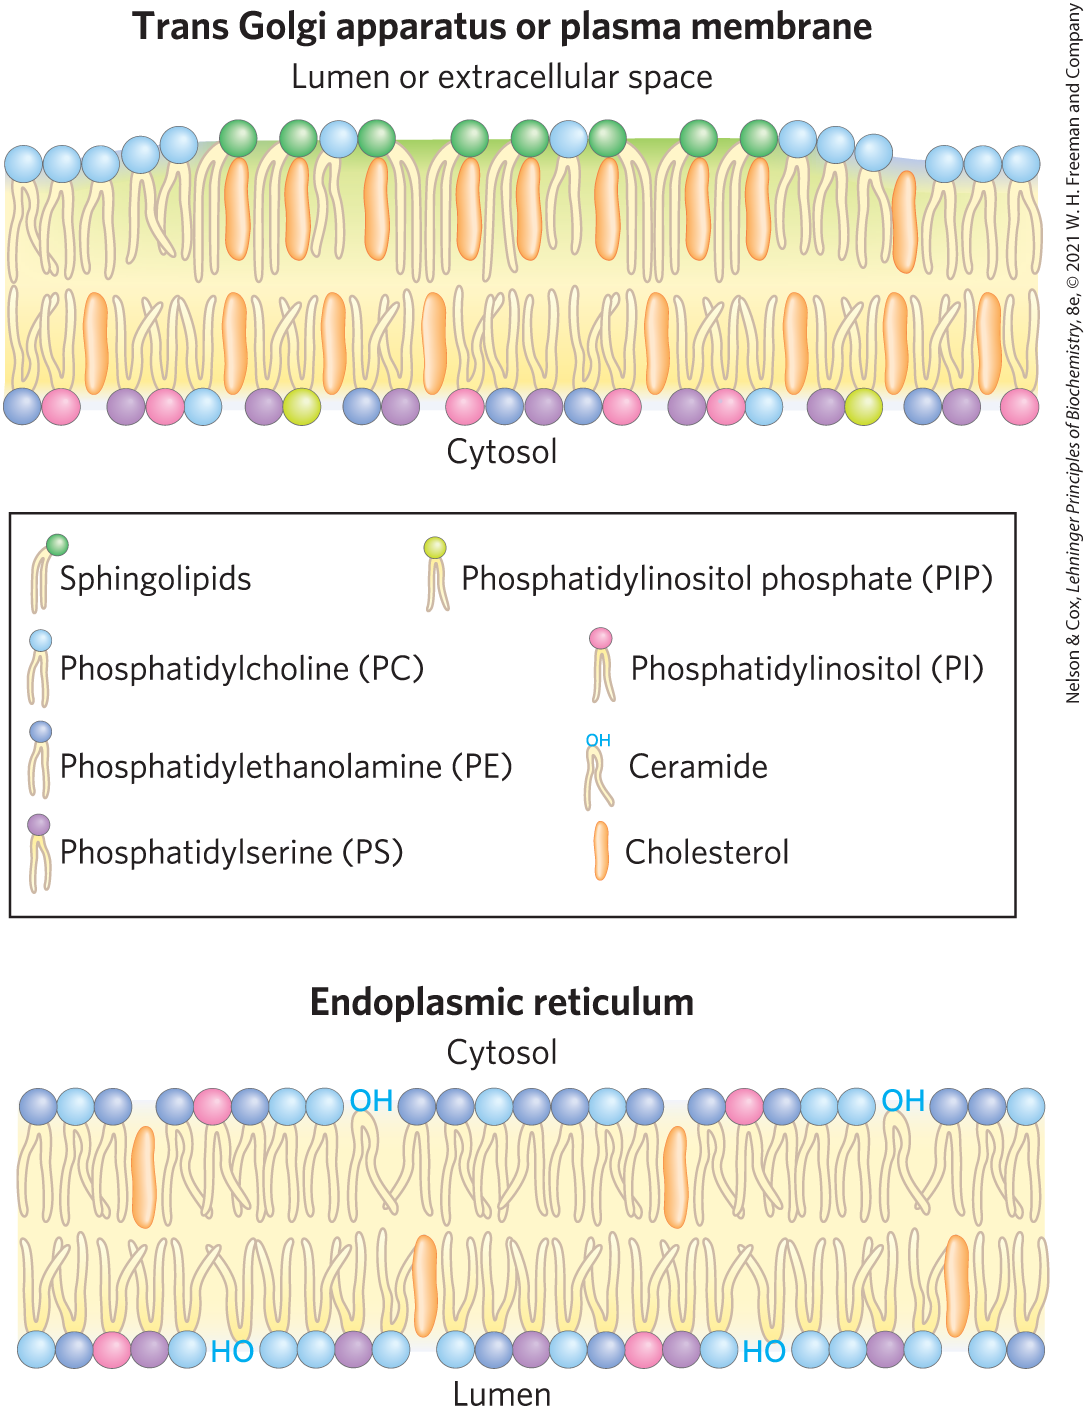 Trans Golgi apparatus or plasma membrane
Lumen or extracellular space
Cytosol
Sphingolipids
Phosphatidylinositol phosphate (PIP)
Phosphatidylcholine (PC)
Phosphatidylinositol (PI)
Phosphatidylethanolamine (PE)
OH
Ceramide
Phosphatidylserine (PS)
Cholesterol
Endoplasmic reticulum
Cytosol
OH OH
HO HO
Lumen
Nelson & Cox, Lehninger Principles of Biochemistry, 8e, © 2021 W. H. Freeman and Company